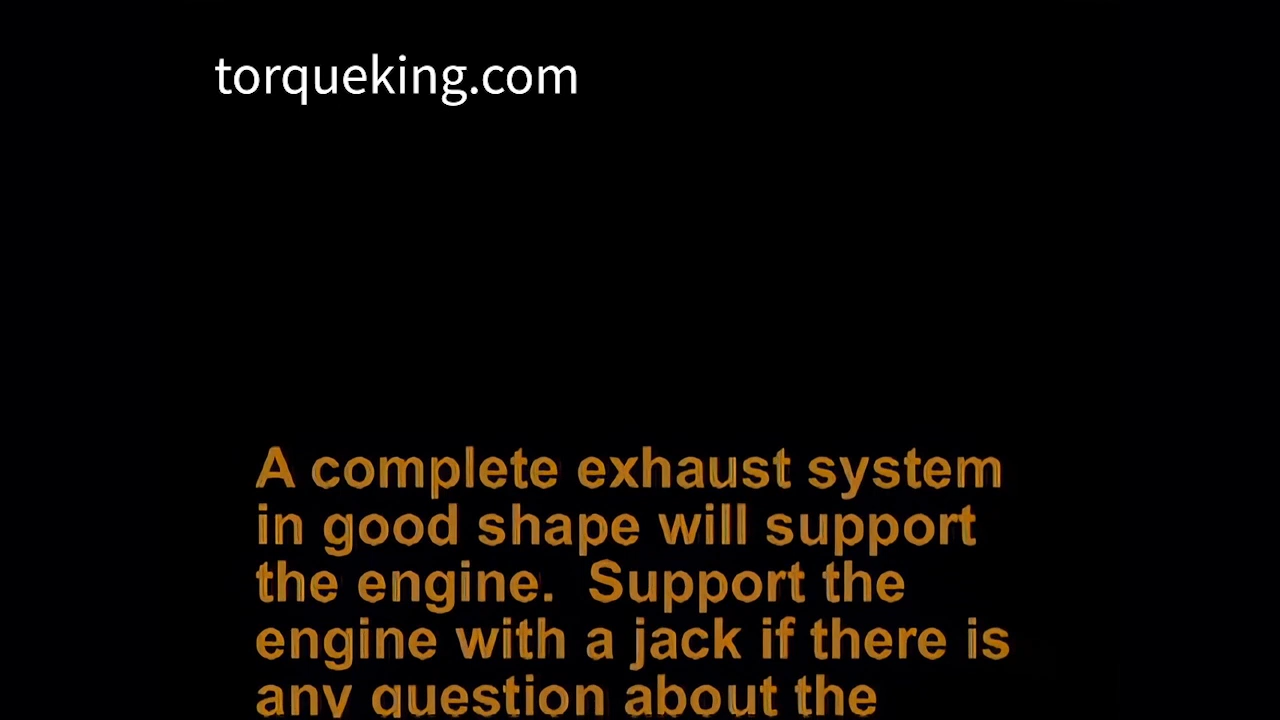 torqueking.com
A complete exhaust system
in good shape will support
the engine.  Support the
engine with a jack if there is
any question about the